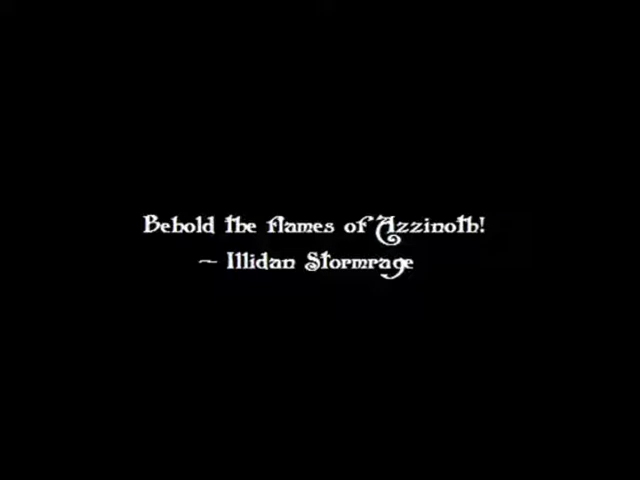 Behold the flames of Azzinoth!
~ Illidan Stormrage